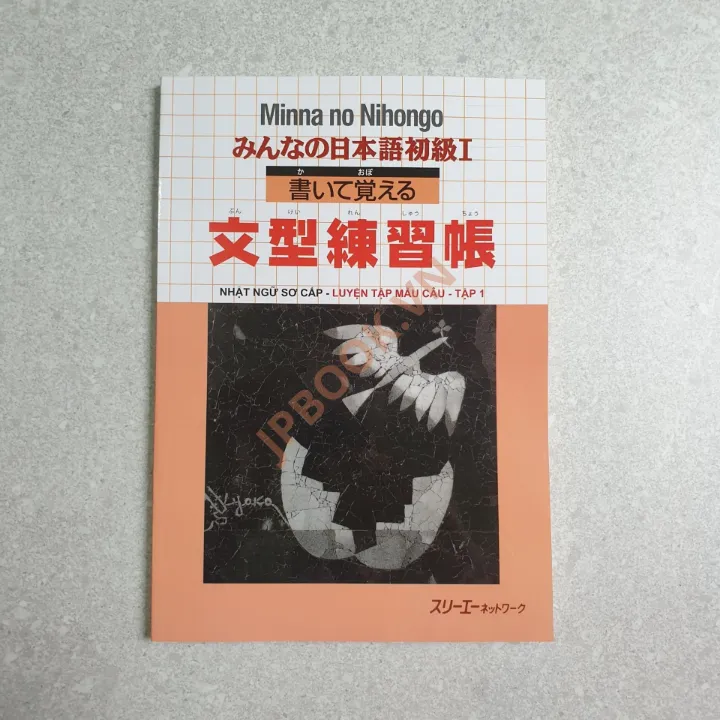 Minna no Nihongo
みんなの日本語初級I
か おぼ
書いて覚える
ぶん けい れん しゅう ちょう
文型練習帳
NHẬT NGỮ SƠ CẤP - LUYỆN TẬP MẪU CÂU - TẬP 1
JPBOOK.VN
Kyoko
スリーエーネットワーク